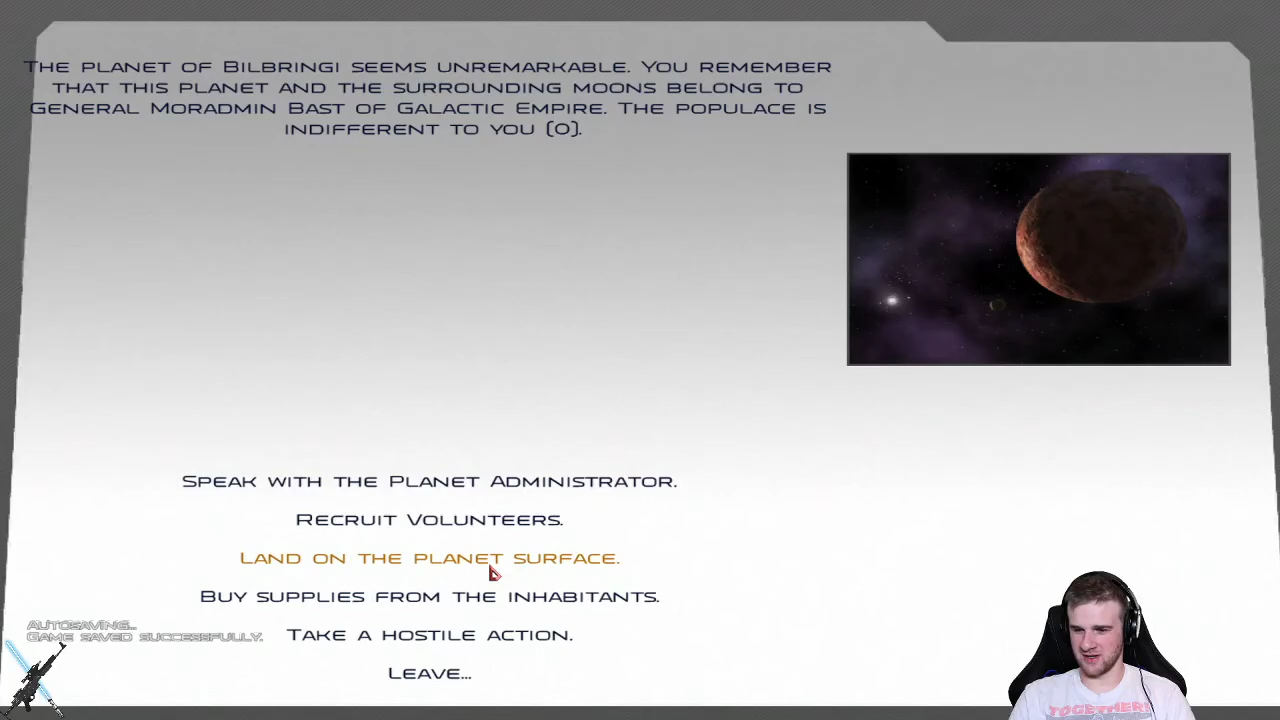 The planet of Bilbringi seems unremarkable. You remember
that this planet and the surrounding moons belong to
General Moradmin Bast of Galactic Empire. The populace is
indifferent to you (0).
Speak with the Planet Administrator.
Recruit Volunteers.
Land on the planet surface.
Buy supplies from the inhabitants.
Autosaving...
Game saved successfully.
Take a hostile action.
Leave...
TOGETHER!